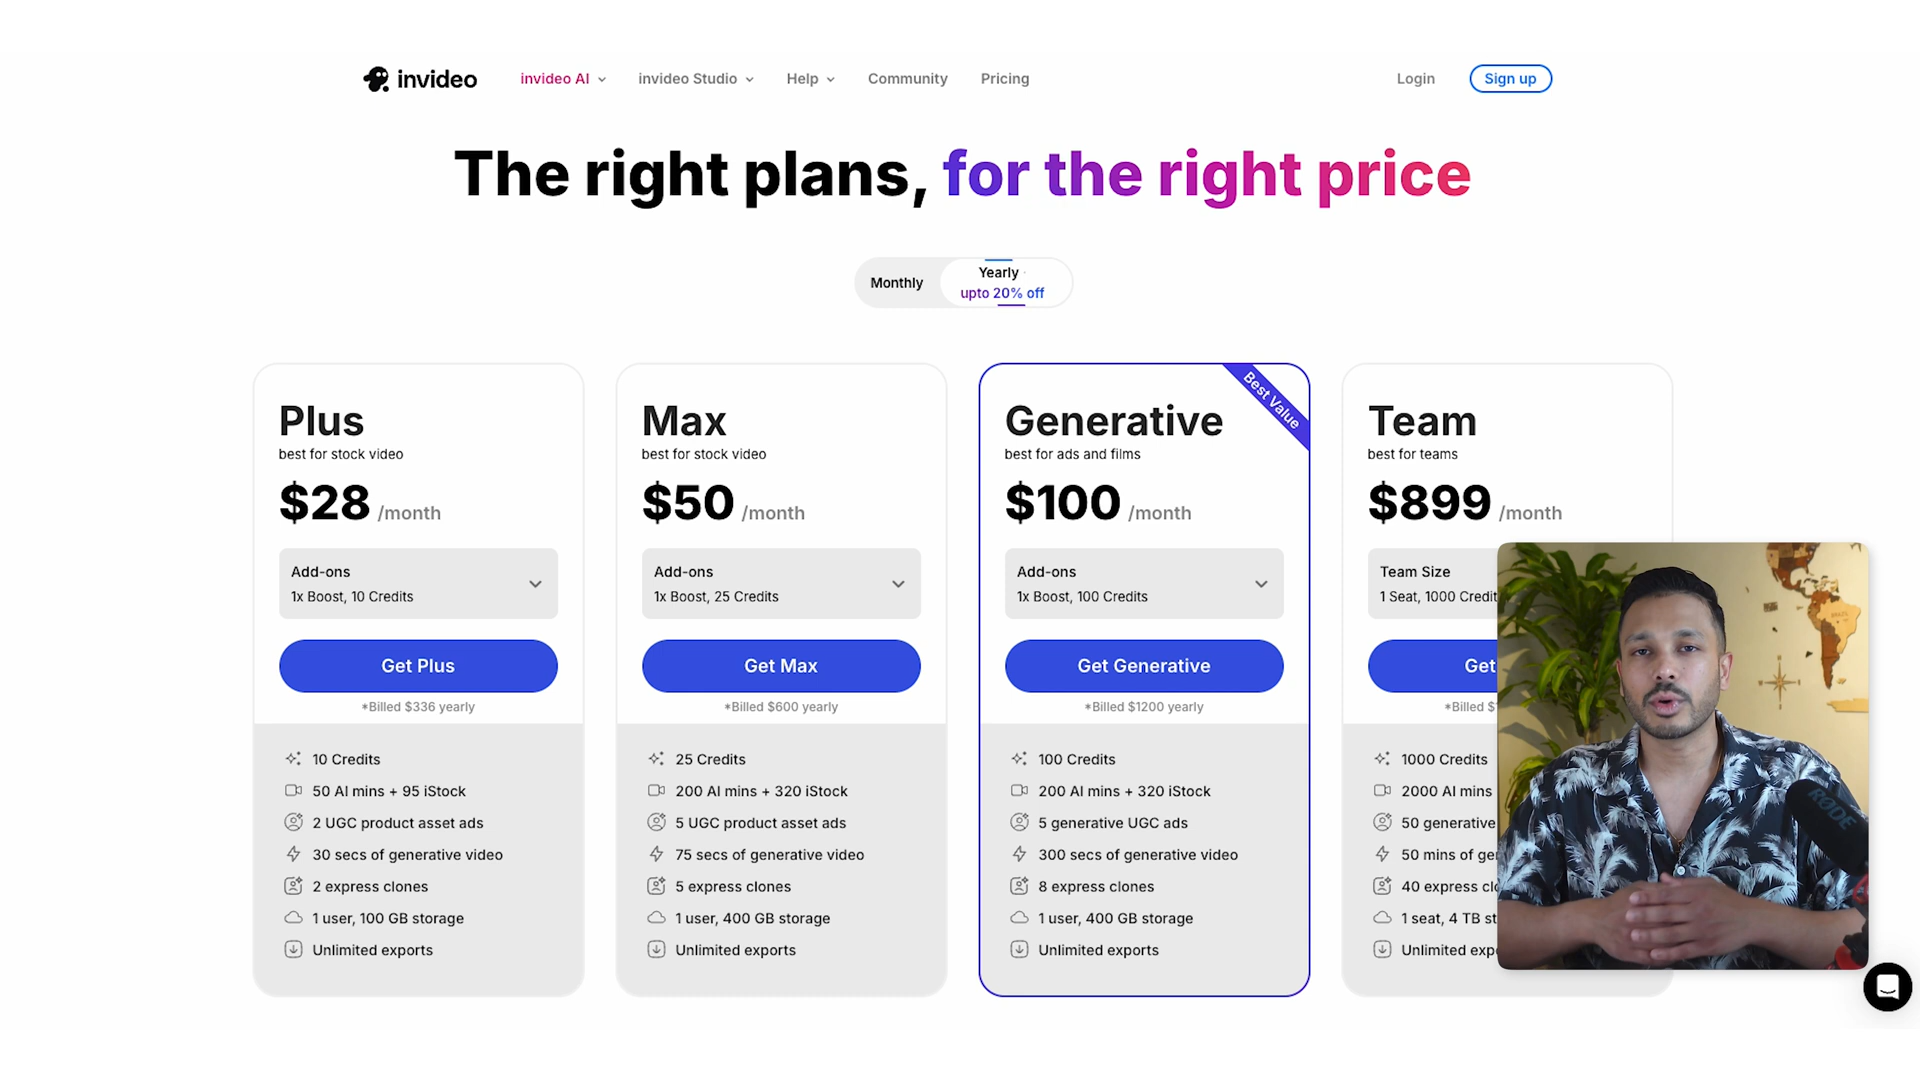 invideo
invideo AI
invideo Studio
Help
Community
Pricing
Login
Sign up
The right plans, for the right price
Monthly
Yearly
upto 20% off
Plus
best for stock video
$28 /month
Add-ons
1x Boost, 10 Credits
Get Plus
*Billed $336 yearly
10 Credits
50 AI mins + 95 iStock
2 UGC product asset ads
30 secs of generative video
2 express clones
1 user, 100 GB storage
Unlimited exports
Max
best for stock video
$50 /month
Add-ons
1x Boost, 25 Credits
Get Max
*Billed $600 yearly
25 Credits
200 AI mins + 320 iStock
5 UGC product asset ads
75 secs of generative video
5 express clones
1 user, 400 GB storage
Unlimited exports
Best Value
Generative
best for ads and films
$100 /month
Add-ons
1x Boost, 100 Credits
Get Generative
*Billed $1200 yearly
100 Credits
200 AI mins + 320 iStock
5 generative UGC ads
300 secs of generative video
8 express clones
1 user, 400 GB storage
Unlimited exports
Team
best for teams
$899 /month
Team Size
1 Seat, 1000
Get
*Billed
1000 Credits
2000 AI mins
50 generative
50 mins of
40 express
1 seat, 4 TB
Unlimited
RØDE
BRAZIL